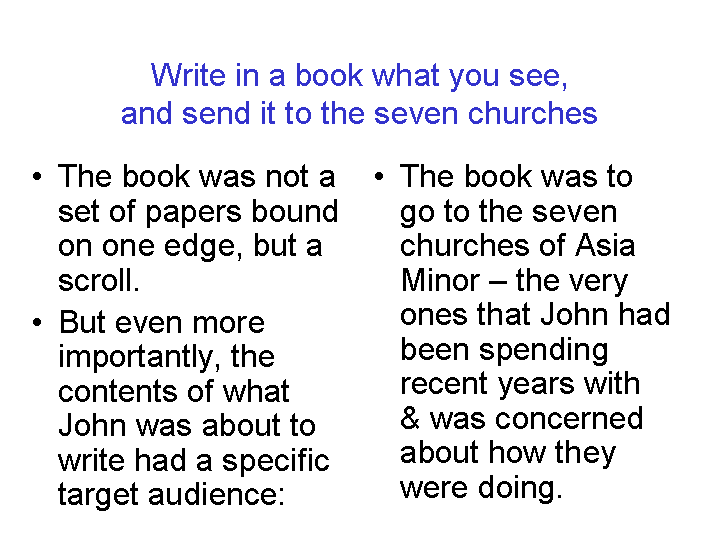 Write in a book what you see,
and send it to the seven churches
• The book was not a
set of papers bound
on one edge, but a
scroll.
• But even more
importantly, the
contents of what
John was about to
write had a specific
target audience:
• The book was to
go to the seven
churches of Asia
Minor – the very
ones that John had
been spending
recent years with
& was concerned
about how they
were doing.